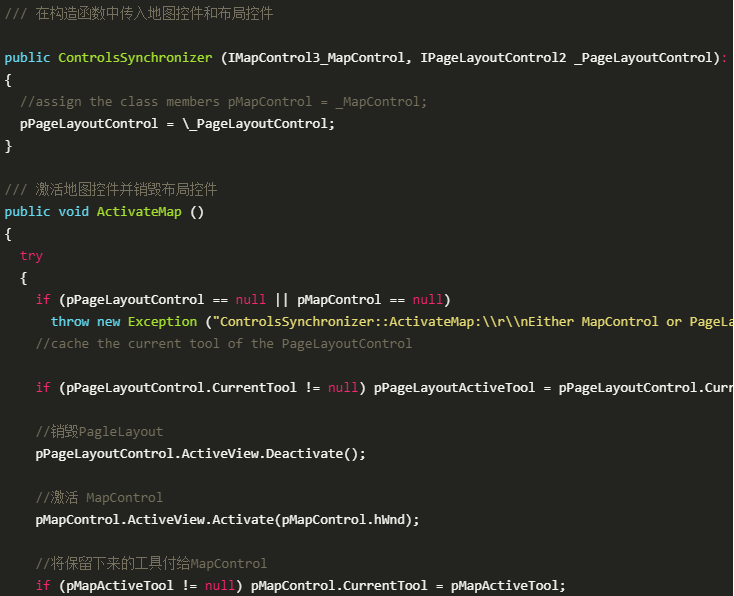 /// 在构造函数中传入地图控件和布局控件
public ControlsSynchronizer (IMapControl3_MapControl, IPageLayoutControl2 _PageLayoutControl):
{
//assign the class members pMapControl = _MapControl;
pPageLayoutControl = \_PageLayoutControl;
}
/// 激活地图控件并销毁布局控件
public void ActivateMap ()
{
try
{
if (pPageLayoutControl == null || pMapControl == null)
throw new Exception ("ControlsSynchronizer::ActivateMap:\\r\\nEither MapControl or PageLa
//cache the current tool of the PageLayoutControl
if (pPageLayoutControl.CurrentTool != null) pPageLayoutActiveTool = pPageLayoutControl.Curr
//销毁PagleLayout
pPageLayoutControl.ActiveView.Deactivate();
//激活 MapControl
pMapControl.ActiveView.Activate(pMapControl.hWnd);
//将保留下来的工具付给MapControl
if (pMapActiveTool != null) pMapControl.CurrentTool = pMapActiveTool;